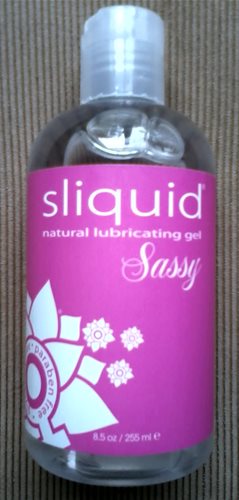 sliquid®
natural lubricating gel
Sassy
paraben free
8.5 oz / 255 ml ℮